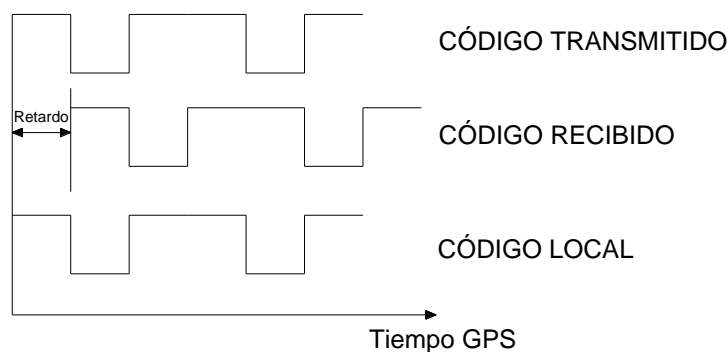 CÓDIGO TRANSMITIDO
Retardo
CÓDIGO RECIBIDO
CÓDIGO LOCAL
Tiempo GPS